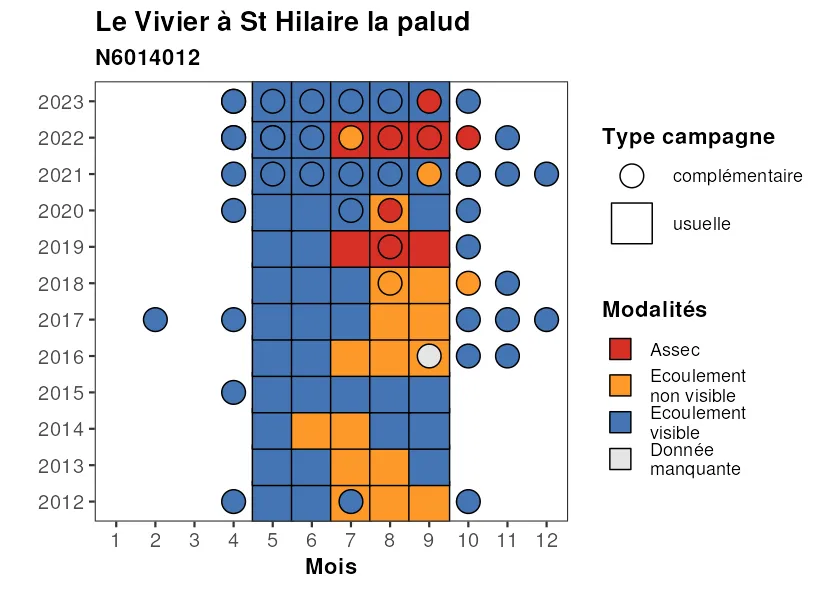 Le Vivier à St Hilaire la palud
N6014012
2023
2022
2021
2020
2019
2018
2017
2016
2015
2014
2013
2012
1 2 3 4 5 6 7 8 9 10 11 12
Mois
Type campagne
complémentaire
usuelle
Modalités
Assec
Ecoulement
non visible
Ecoulement
visible
Donnée
manquante